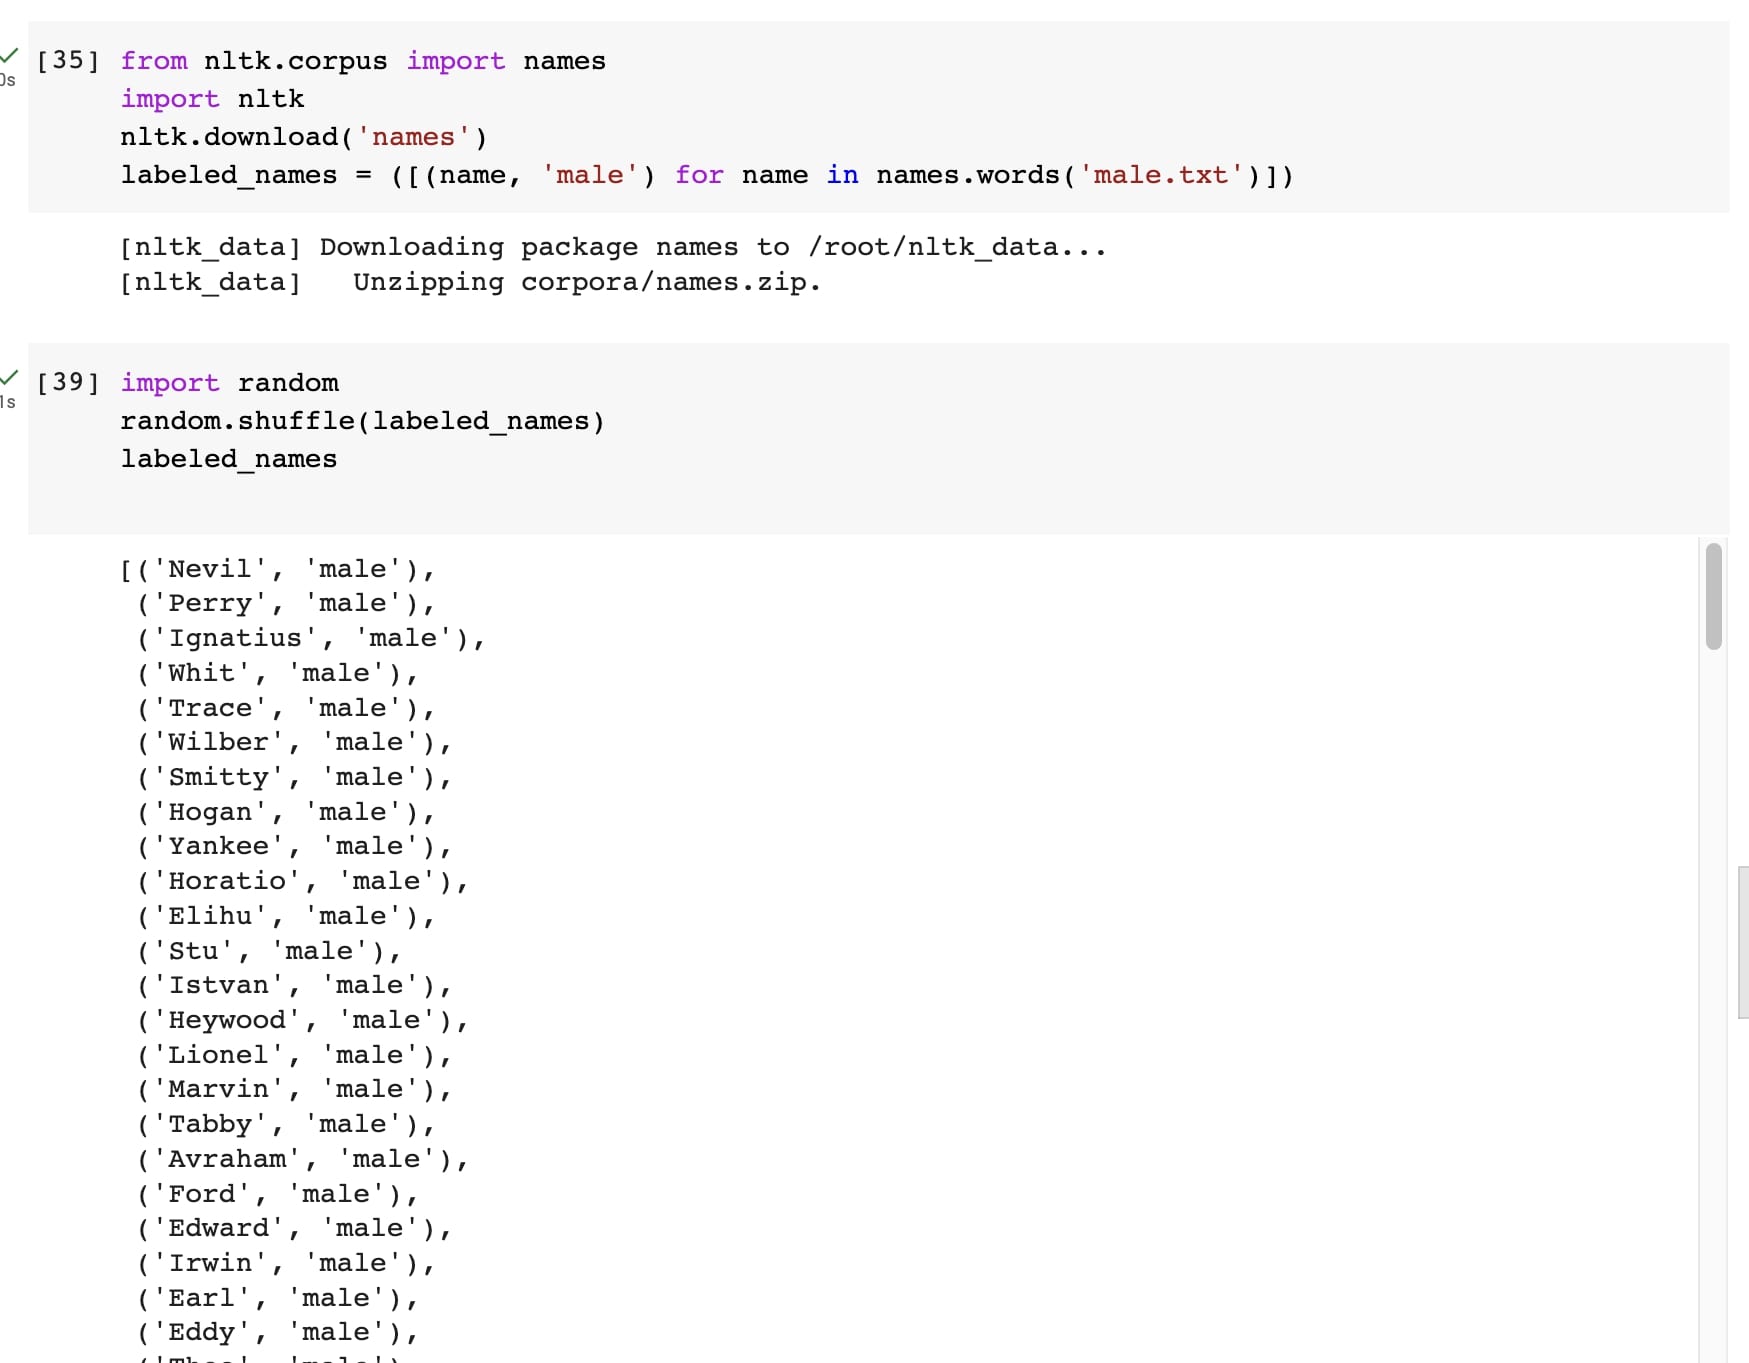 [35] from nltk.corpus import names
0s
import nltk
nltk.download('names')
labeled_names = ([(name, 'male') for name in names.words('male.txt')])
[nltk_data] Downloading package names to /root/nltk_data...
[nltk_data]   Unzipping corpora/names.zip.
[39] import random
1s
random.shuffle(labeled_names)
labeled_names
[('Nevil', 'male'),
('Perry', 'male'),
('Ignatius', 'male'),
('Whit', 'male'),
('Trace', 'male'),
('Wilber', 'male'),
('Smitty', 'male'),
('Hogan', 'male'),
('Yankee', 'male'),
('Horatio', 'male'),
('Elihu', 'male'),
('Stu', 'male'),
('Istvan', 'male'),
('Heywood', 'male'),
('Lionel', 'male'),
('Marvin', 'male'),
('Tabby', 'male'),
('Avraham', 'male'),
('Ford', 'male'),
('Edward', 'male'),
('Irwin', 'male'),
('Earl', 'male'),
('Eddy', 'male'),